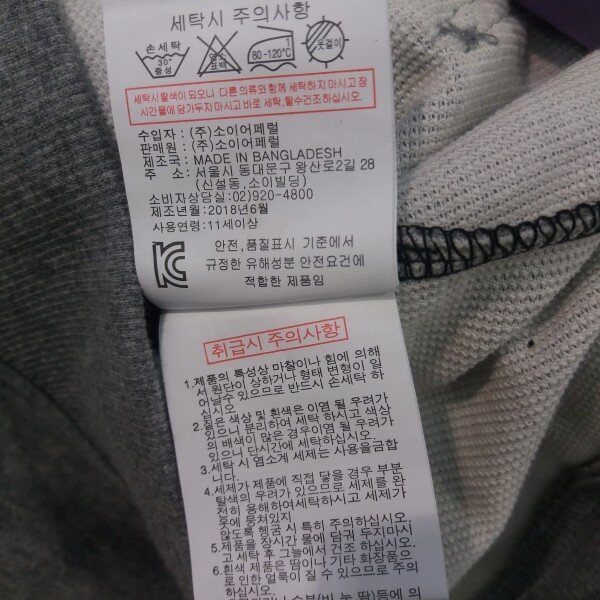 세탁시 주의사항
손세탁
30°
중성
염소
표백
80-120℃
옷걸이
세탁시 탈색이 되오니 다른 의류와 함께 세탁하지 마시고 장
시간 물에 담가두지마시고 바로 세탁, 탈수건조하십시오.
수입자 : (주)소이어페럴
판매원 : (주)소이어페럴
제조국 : MADE IN BANGLADESH
주 소 : 서울시 동대문구 왕산로2길 28
(신설동,소이빌딩)
소비자상담실:02)920-4800
제조년월:2018년6월
사용연령:11세이상
안전,품질표시 기준에서
규정한 유해성분 안전요건에
적합한 제품임
취급시 주의사항
1.제품의 특성상 마찰이나 힘에 의해
서 원단이 상하거나 형태 변형이 일
어날수 있으므로 반드시 손세탁 하
십시오
2.짙은 색상 및 흰색은 이염 될 우려가
있으니 분리하여 세탁 하시고 색상
의 배색이 많은 경우이염 될 우려가
있으니 단시간에 세탁하십시오.
3.세탁 시 염소계 세제는 사용을금합
니다.
4.세제가 제품에 직접 닿을 경우 부분
탈색의 우려가 있으므로 세제를 완
전히 용해하여세탁하시고 세제가
옷에 뭉쳐있지
않도록 헹굼 시 특히 주의하십시오.
5.제품을 장시간 물에 담궈 두지마시
고 세탁 후 그늘에서 건조 하십시오
6.흰색 제품은 땀이나 기타 화장품으
로 인한 얼룩이 질 수 있으므로 주의
하십시오.